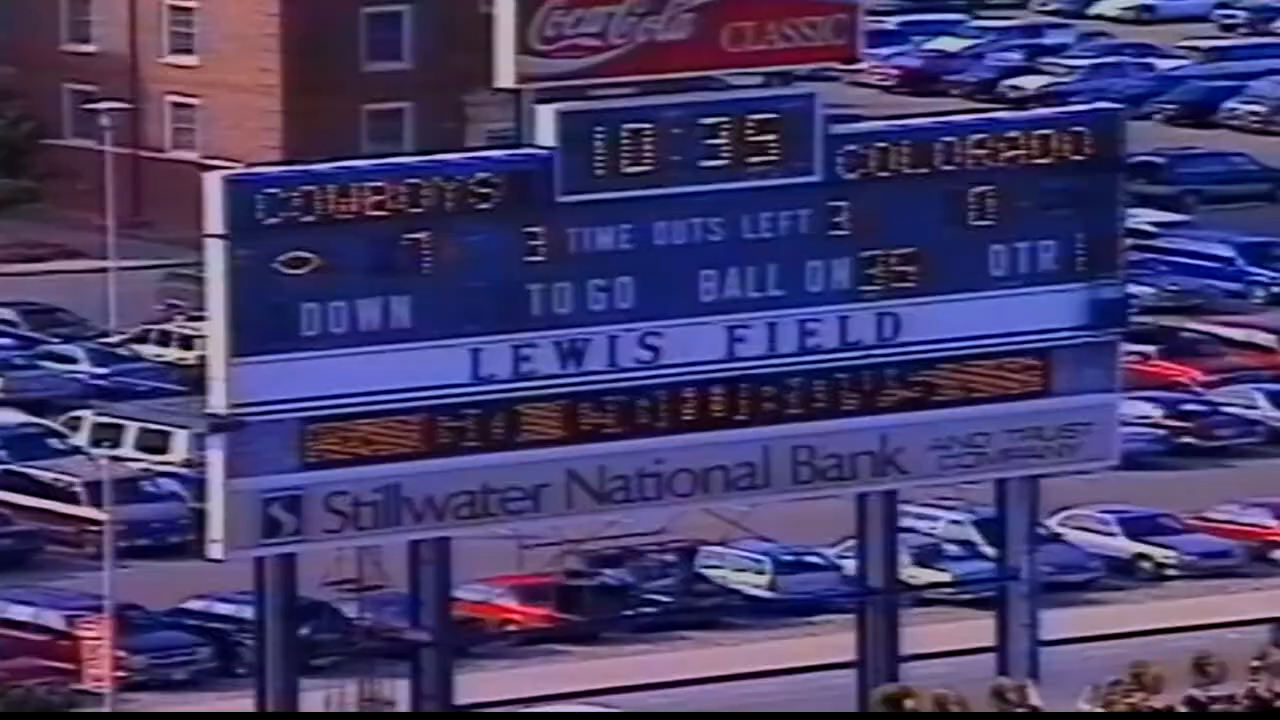 Coca-Cola CLASSIC
10:35
COWBOYS COLORADO
7 3 TIME OUTS LEFT 3 0
DOWN TO GO BALL ON 35 QTR 1
LEWIS FIELD
Stillwater National Bank AND TRUST COMPANY